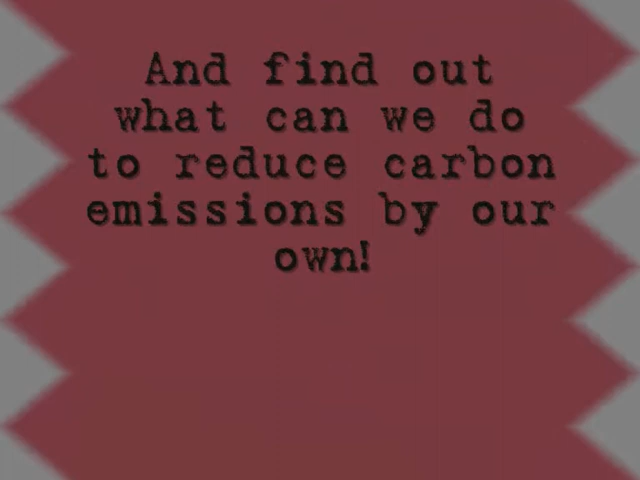 And find out
what can we do
to reduce carbon
emissions by our
own!